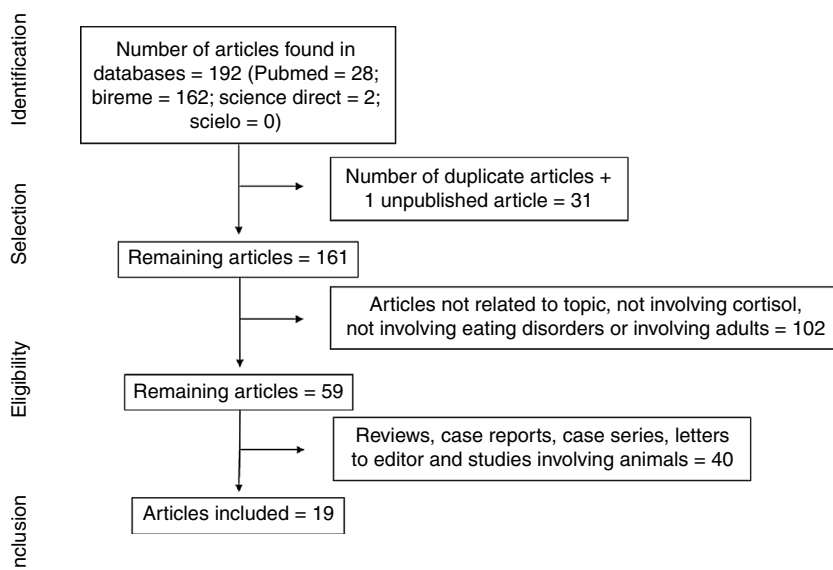 Identification
Number of articles found in
databases = 192 (Pubmed = 28;
bireme = 162; science direct = 2;
scielo = 0)
Number of duplicate articles +
1 unpublished article = 31
Selection
Remaining articles = 161
Articles not related to topic, not involving cortisol,
not involving eating disorders or involving adults = 102
Eligibility
Remaining articles = 59
Reviews, case reports, case series, letters
to editor and studies involving animals = 40
nclusion
Articles included = 19